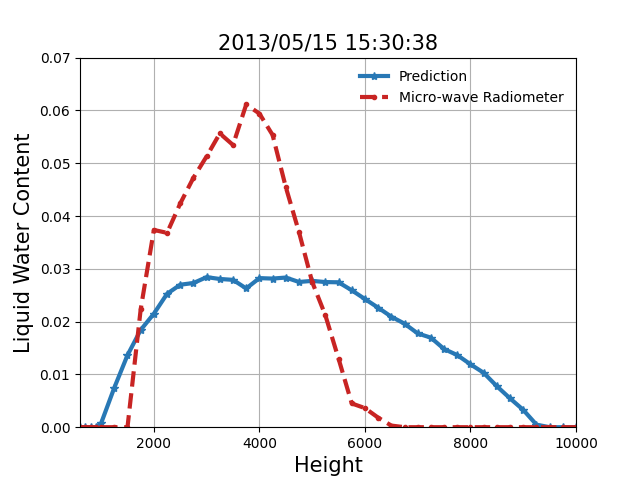 2013/05/15 15:30:38
0.07
0.06
0.05
0.04
0.03
0.02
0.01
0.00
Liquid Water Content
Prediction
Micro-wave Radiometer
2000 4000 6000 8000 10000
Height